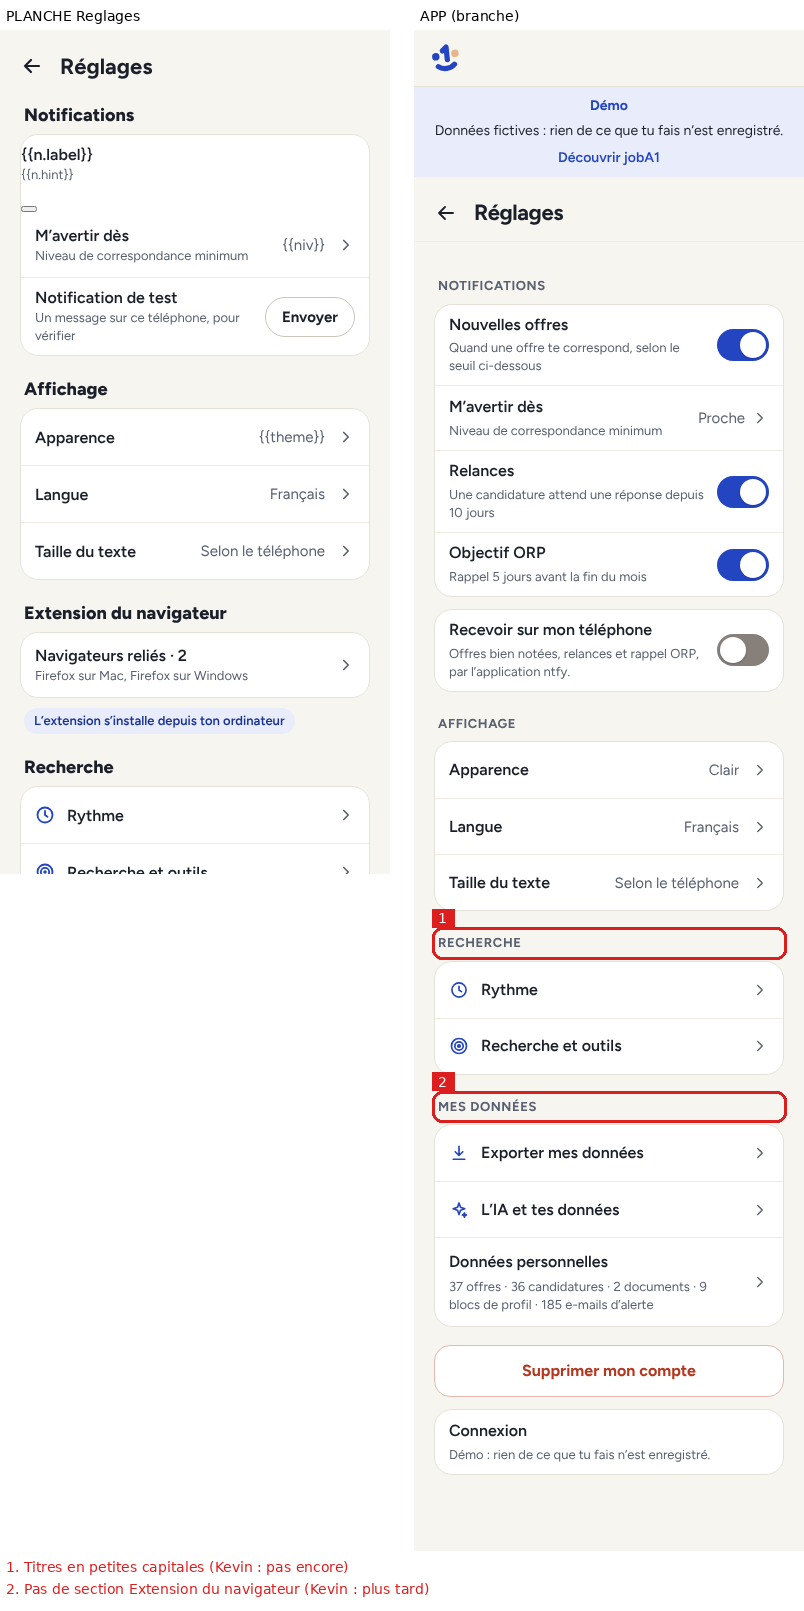 PLANCHE Reglages
Réglages
Notifications
{{n.label}}
{{n.hint}}
M’avertir dès
Niveau de correspondance minimum
{{niv}}
Notification de test
Un message sur ce téléphone, pour
vérifier
Envoyer
Affichage
Apparence
{{theme}}
Langue
Français
Taille du texte
Selon le téléphone
Extension du navigateur
Navigateurs reliés · 2
Firefox sur Mac, Firefox sur Windows
L’extension s’installe depuis ton ordinateur
Recherche
Rythme
Recherche et outils
APP (branche)
Démo
Données fictives : rien de ce que tu fais n’est enregistré.
Découvrir jobA1
Réglages
NOTIFICATIONS
Nouvelles offres
Quand une offre te correspond, selon le
seuil ci-dessous
M’avertir dès
Niveau de correspondance minimum
Proche
Relances
Une candidature attend une réponse depuis
10 jours
Objectif ORP
Rappel 5 jours avant la fin du mois
Recevoir sur mon téléphone
Offres bien notées, relances et rappel ORP,
par l’application ntfy.
AFFICHAGE
Apparence
Clair
Langue
Français
Taille du texte
Selon le téléphone
1
RECHERCHE
Rythme
Recherche et outils
2
MES DONNÉES
Exporter mes données
L’IA et tes données
Données personnelles
37 offres · 36 candidatures · 2 documents · 9
blocs de profil · 185 e-mails d’alerte
Supprimer mon compte
Connexion
Démo : rien de ce que tu fais n’est enregistré.
1. Titres en petites capitales (Kevin : pas encore)
2. Pas de section Extension du navigateur (Kevin : plus tard)